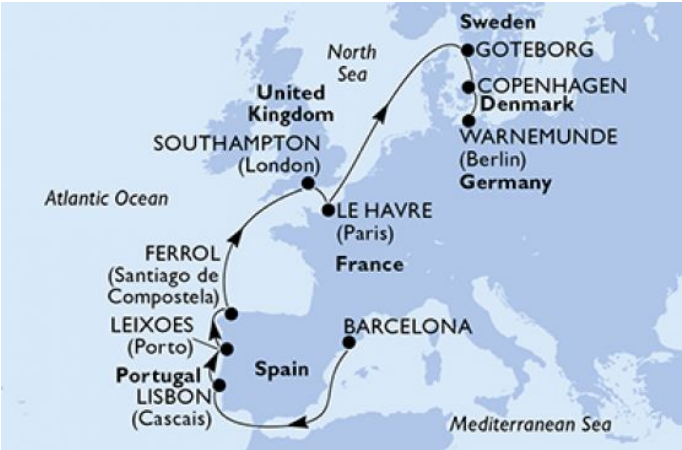 Sweden
North
Sea
GOTEBORG
COPENHAGEN
Denmark
United
Kingdom
WARNEMUNDE
(Berlin)
Germany
SOUTHAMPTON
(London)
Atlantic Ocean
LE HAVRE
(Paris)
FERROL
(Santiago de
Compostela)
France
LEIXOES
(Porto)
BARCELONA
Spain
Portugal
LISBON
(Cascais)
Mediterranean Sea